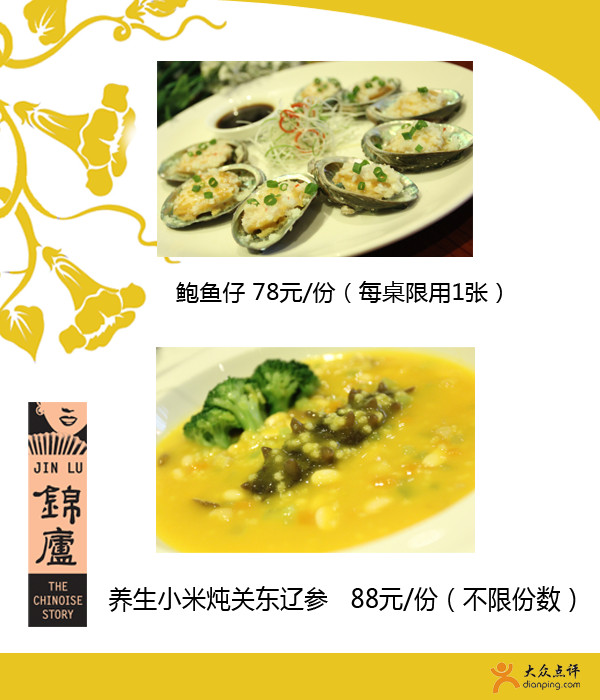 鲍鱼仔 78元/份（每桌限用1张）
JIN LU
錦
廬
THE
CHINOISE
STORY
养生小米炖关东辽参 88元/份（不限份数）
大众点评
dianping.com